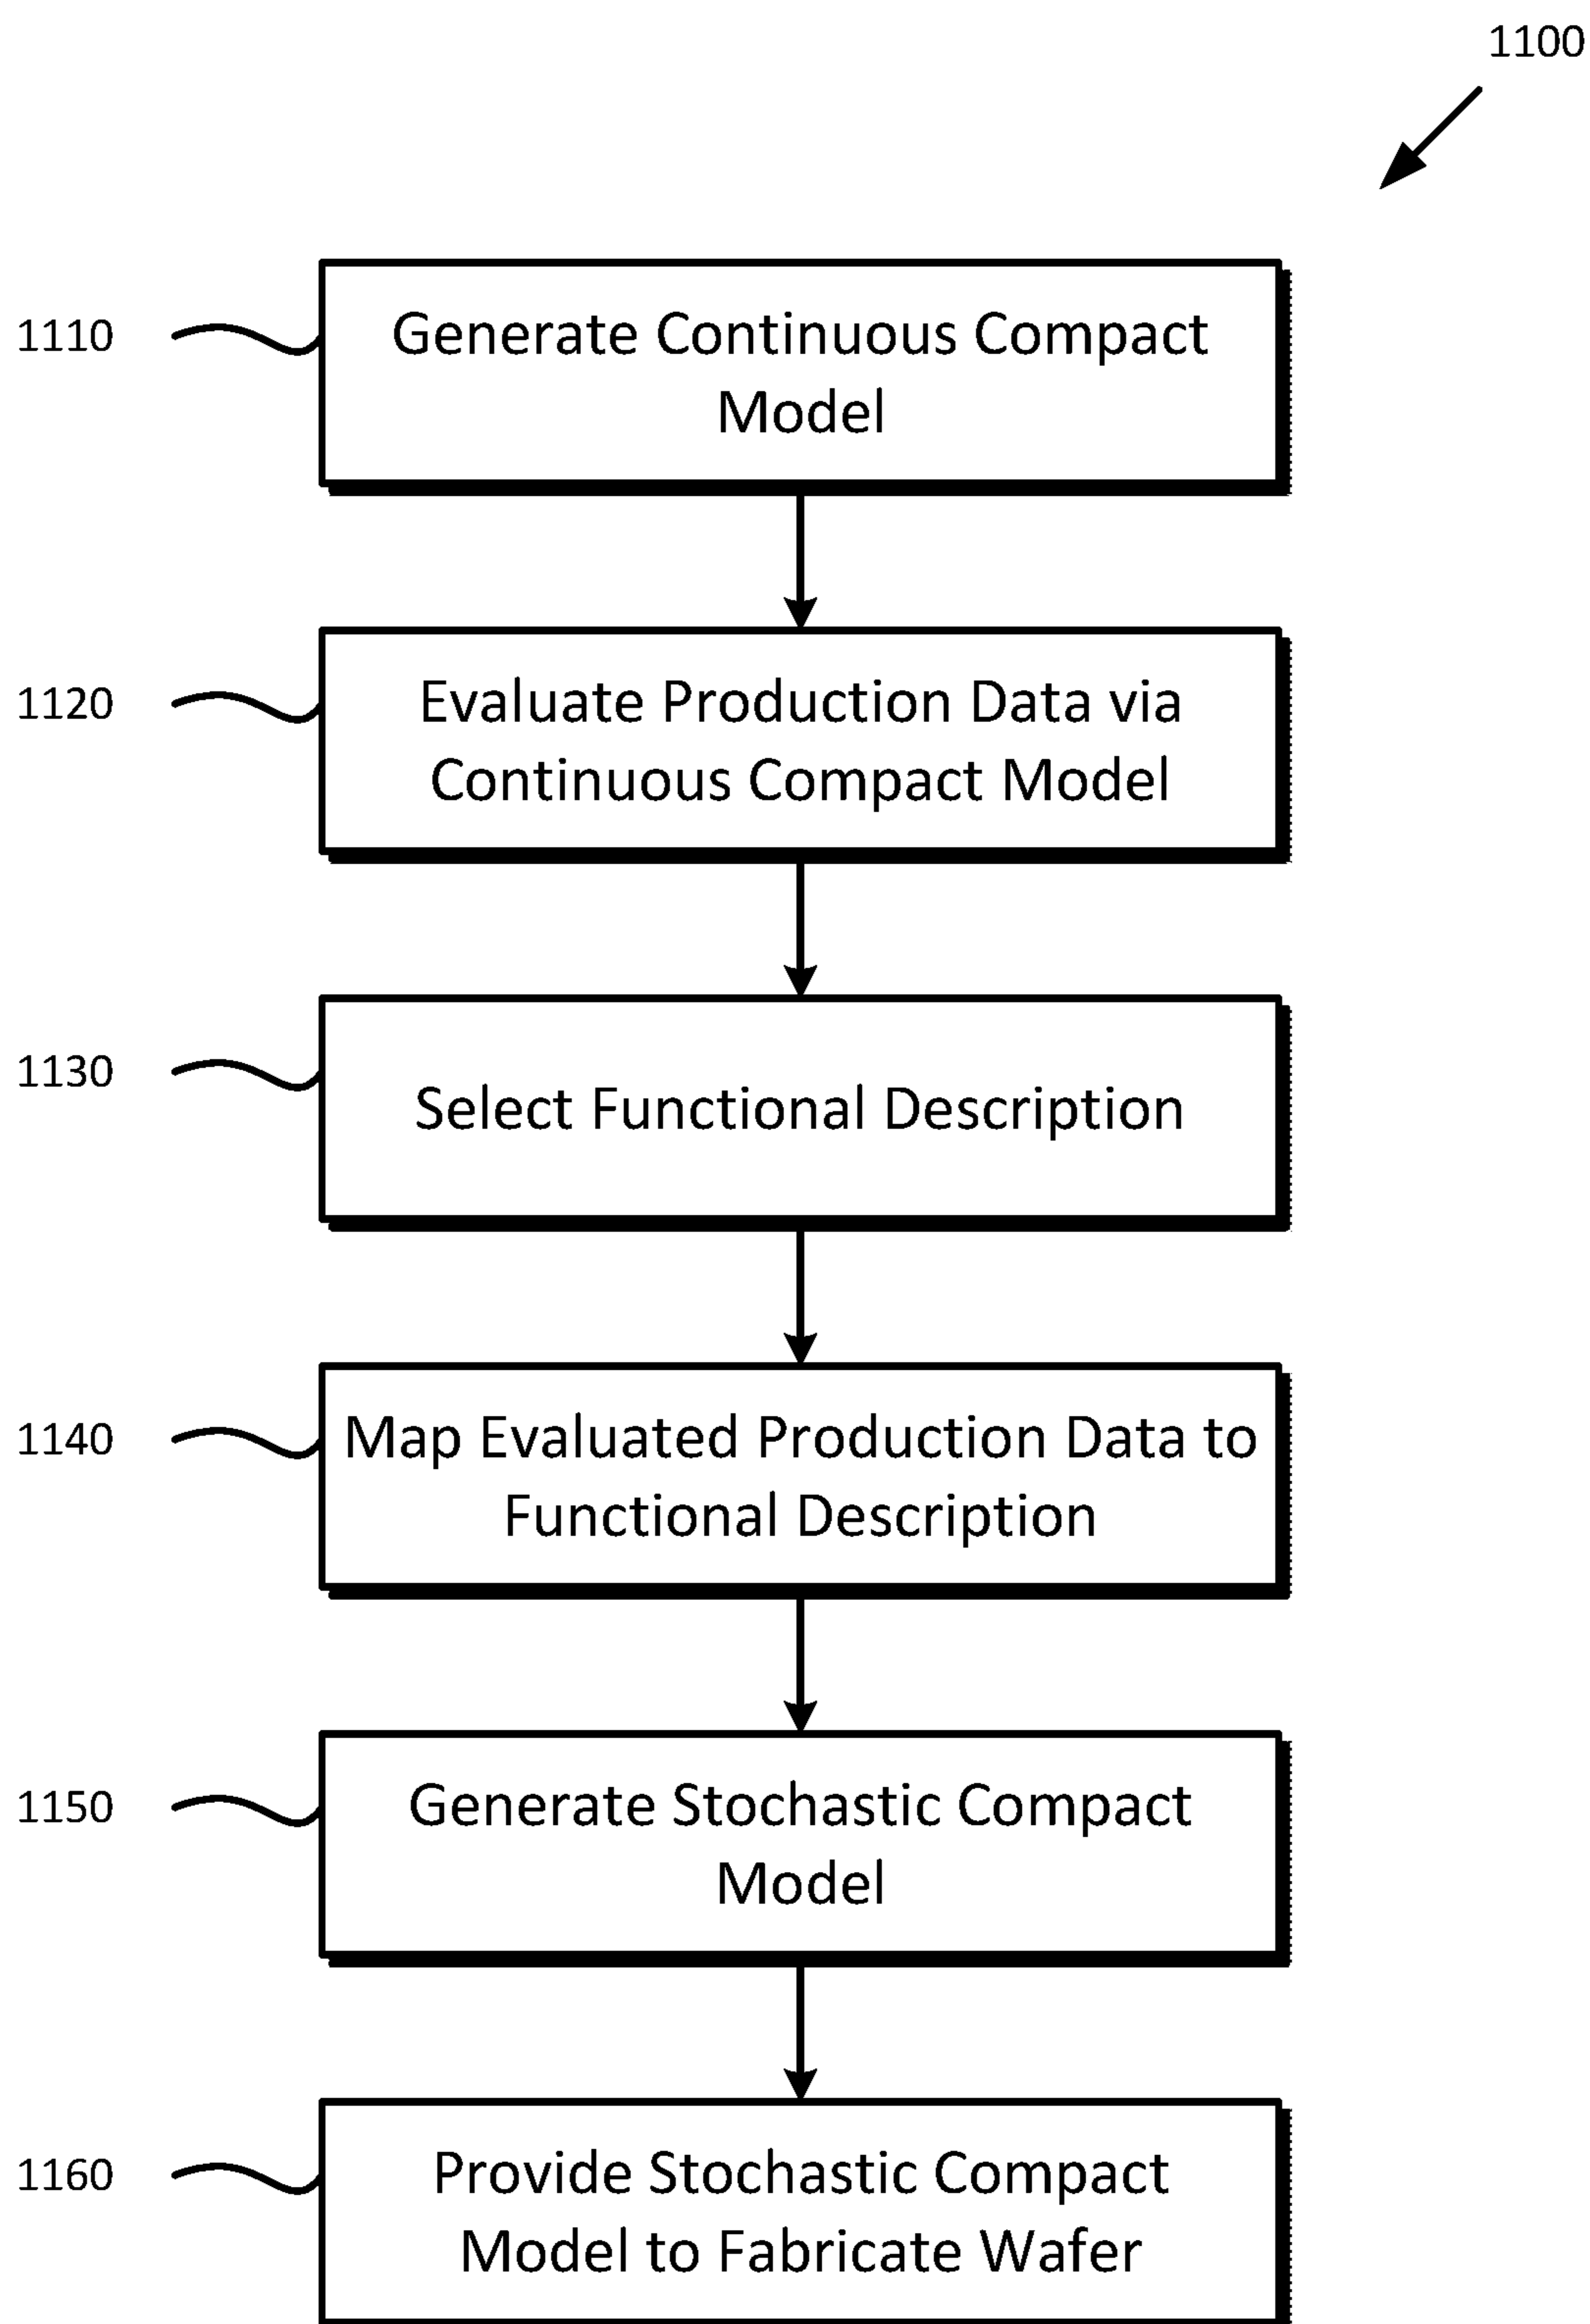 1100
1110
Generate Continuous Compact
Model
1120
Evaluate Production Data via
Continuous Compact Model
1130
Select Functional Description
1140
Map Evaluated Production Data to
Functional Description
1150
Generate Stochastic Compact
Model
1160
Provide Stochastic Compact
Model to Fabricate Wafer